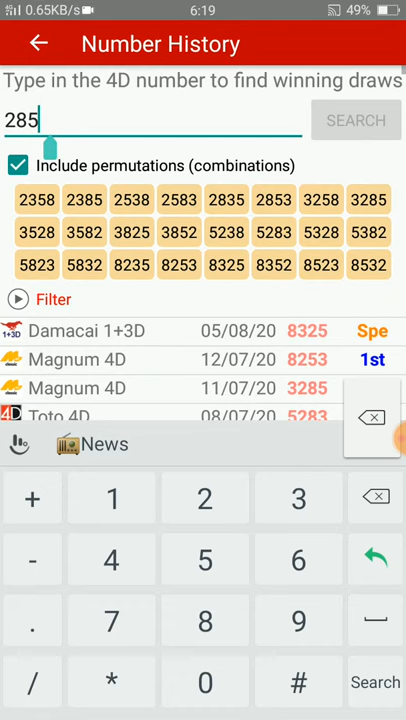 4G 0.65KB/s 6:19 49%
Number History
Type in the 4D number to find winning draws
285 SEARCH
Include permutations (combinations)
2358 2385 2538 2583 2835 2853 3258 3285
3528 3582 3825 3852 5238 5283 5328 5382
5823 5832 8235 8253 8325 8352 8523 8532
Filter
1+3D Damacai 1+3D 05/08/20 8325 Spe
Magnum 4D 12/07/20 8253 1st
Magnum 4D 11/07/20 3285
4D Toto 4D 08/07/20 5283
News
+ 1 2 3
- 4 5 6
. 7 8 9
/ * 0 # Search